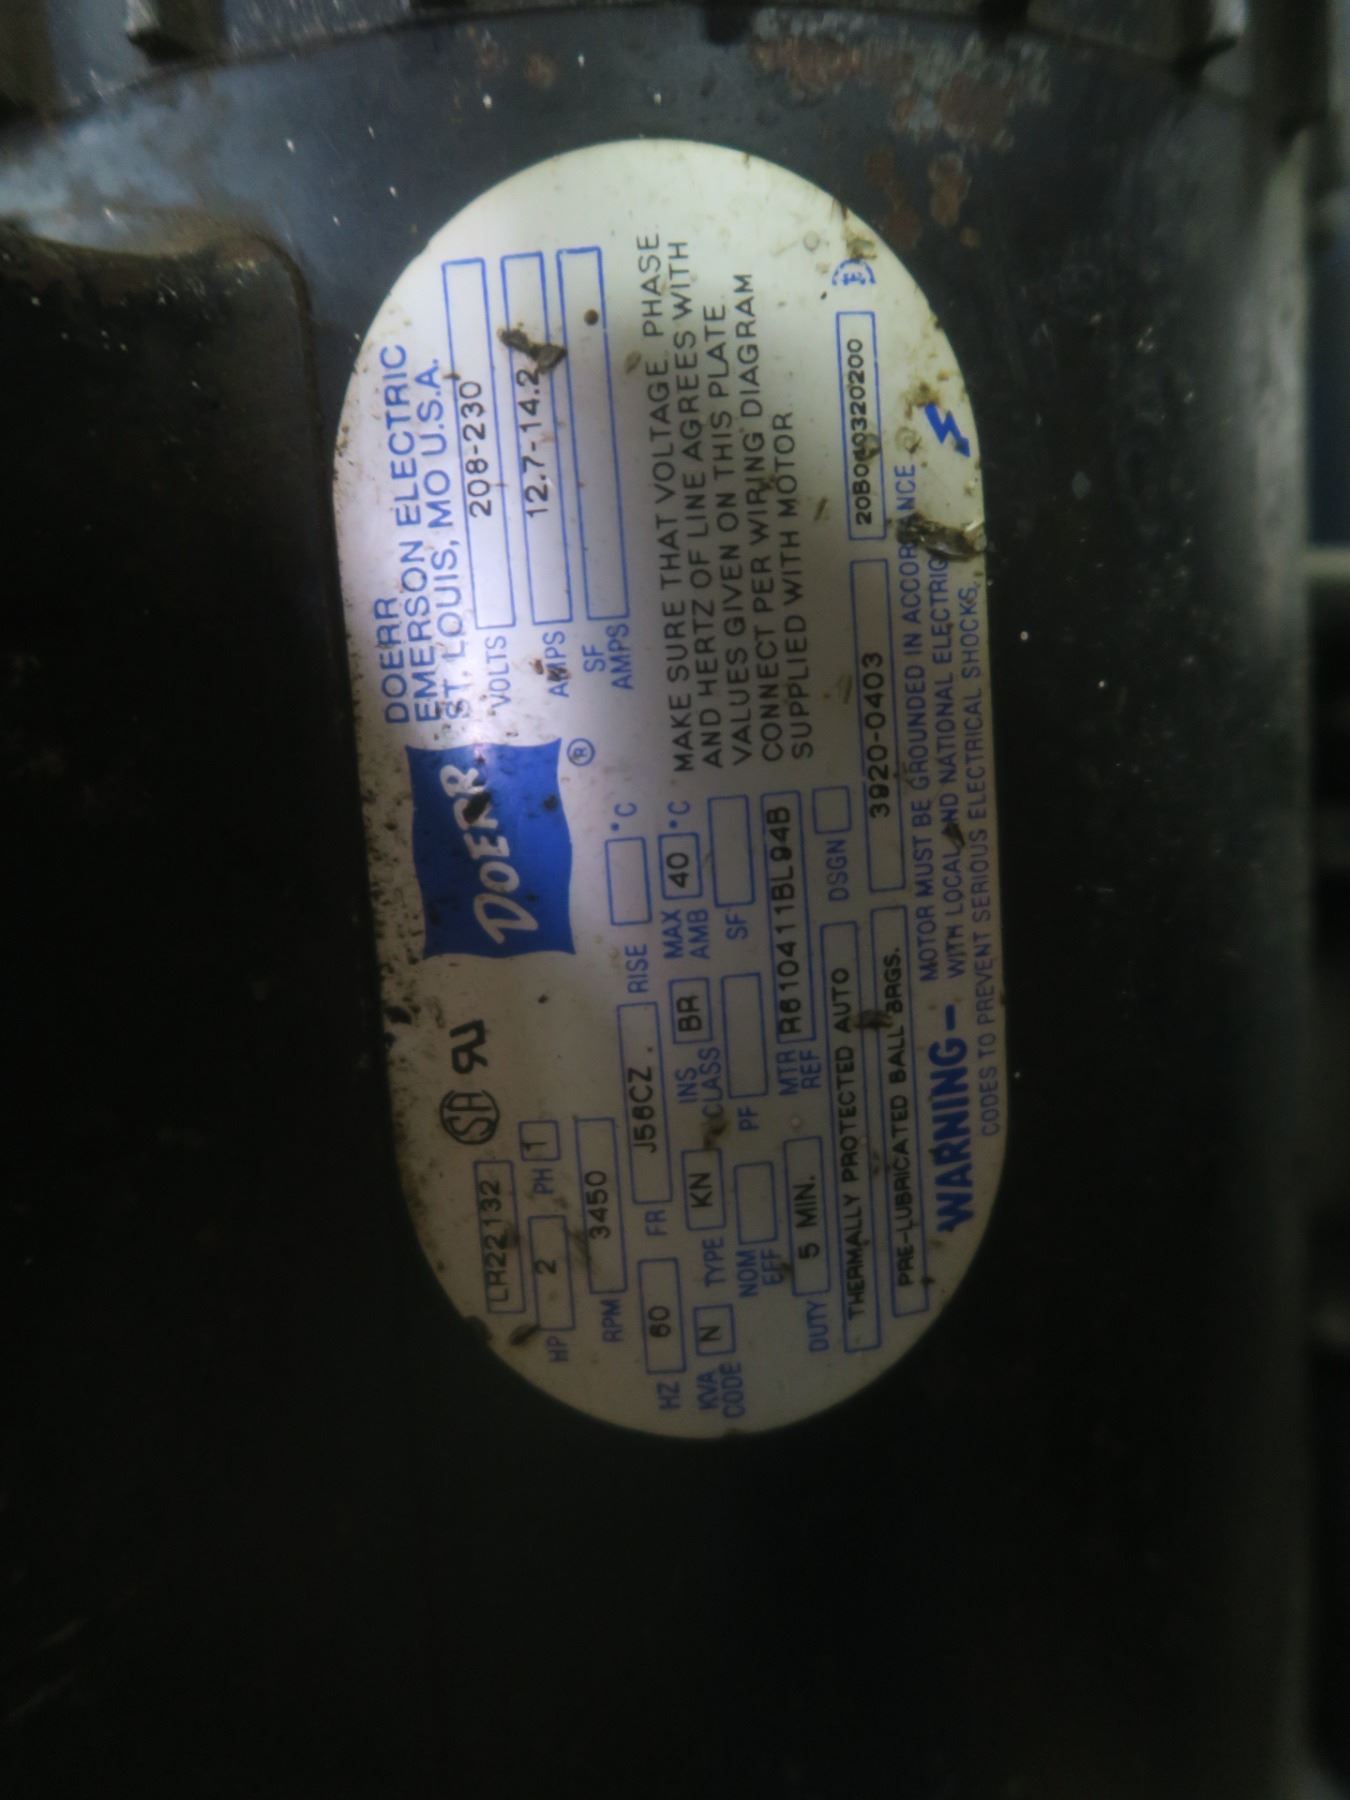 LR22132
DOERR
DOERR
EMERSON ELECTRIC
ST. LOUIS, MO U.S.A.
HP 2 PH 1
VOLTS 208-230
RPM 3450
AMPS 12.7-14.2
HZ 60 FR J56CZ RISE °C
SF AMPS
KVA CODE N TYPE KN INS CLASS BR MAX AMB 40 °C
NOM EFF PF SF
DUTY 5 MIN. MTR REF
DSGN
MAKE SURE THAT VOLTAGE, PHASE
AND HERTZ OF LINE AGREES WITH
VALUES GIVEN ON THIS PLATE.
CONNECT PER WIRING DIAGRAM
SUPPLIED WITH MOTOR
THERMALLY PROTECTED AUTO
PRE-LUBRICATED BALL BRGS.
3920-0403
WARNING- MOTOR MUST BE GROUNDED IN ACCORDANCE
WITH LOCAL AND NATIONAL ELECTRIC
CODES TO PREVENT SERIOUS ELECTRICAL SHOCKS.